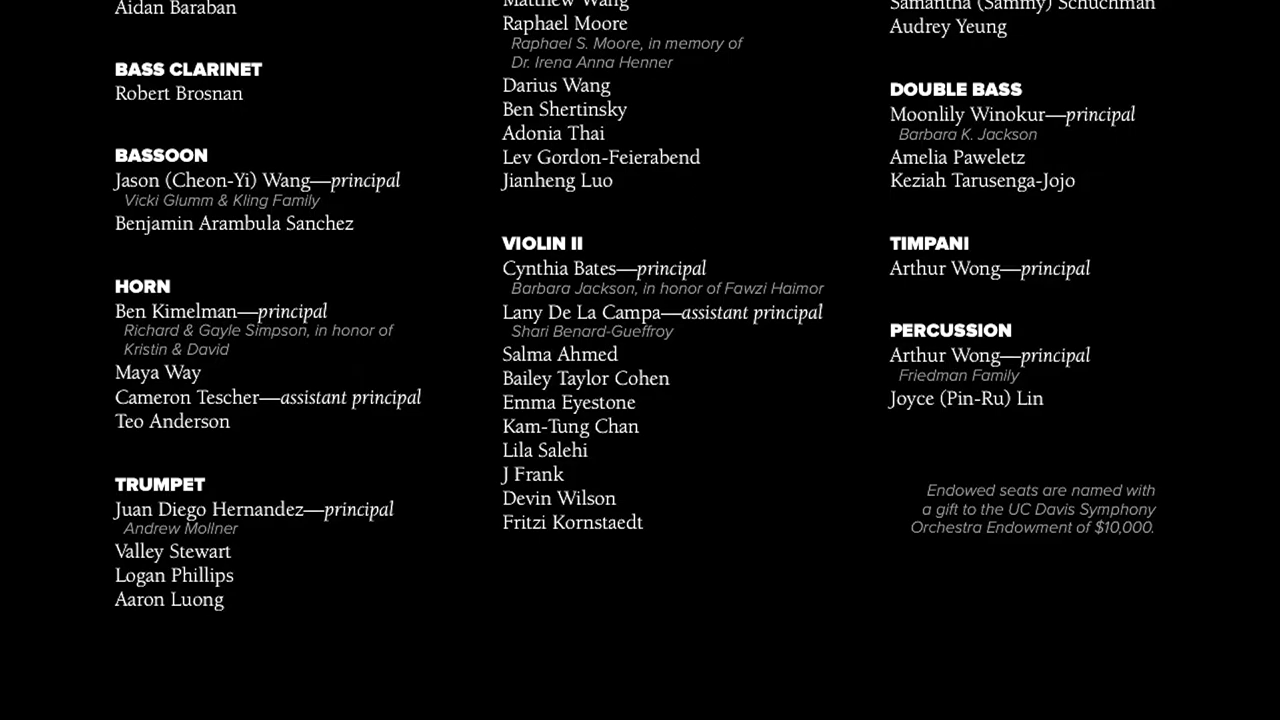 Aidan Baraban
BASS CLARINET
Robert Brosnan
BASSOON
Jason (Cheon-Yi) Wang—principal
Vicki Glumm & Kling Family
Benjamin Arambula Sanchez
HORN
Ben Kimelman—principal
Richard & Gayle Simpson, in honor of
Kristin & David
Maya Way
Cameron Tescher—assistant principal
Teo Anderson
TRUMPET
Juan Diego Hernandez—principal
Andrew Mollner
Valley Stewart
Logan Phillips
Aaron Luong
Matthew Wang
Raphael Moore
Raphael S. Moore, in memory of
Dr. Irena Anna Henner
Darius Wang
Ben Shertinsky
Adonia Thai
Lev Gordon-Feierabend
Jianheng Luo
VIOLIN II
Cynthia Bates—principal
Barbara Jackson, in honor of Fawzi Haimor
Lany De La Campa—assistant principal
Shari Benard-Gueffroy
Salma Ahmed
Bailey Taylor Cohen
Emma Eyestone
Kam-Tung Chan
Lila Salehi
J Frank
Devin Wilson
Fritzi Kornstaedt
Samantha (Sammy) Schuchman
Audrey Yeung
DOUBLE BASS
Moonlily Winokur—principal
Barbara K. Jackson
Amelia Paweletz
Keziah Tarusenga-Jojo
TIMPANI
Arthur Wong—principal
PERCUSSION
Arthur Wong—principal
Friedman Family
Joyce (Pin-Ru) Lin
Endowed seats are named with
a gift to the UC Davis Symphony
Orchestra Endowment of $10,000.